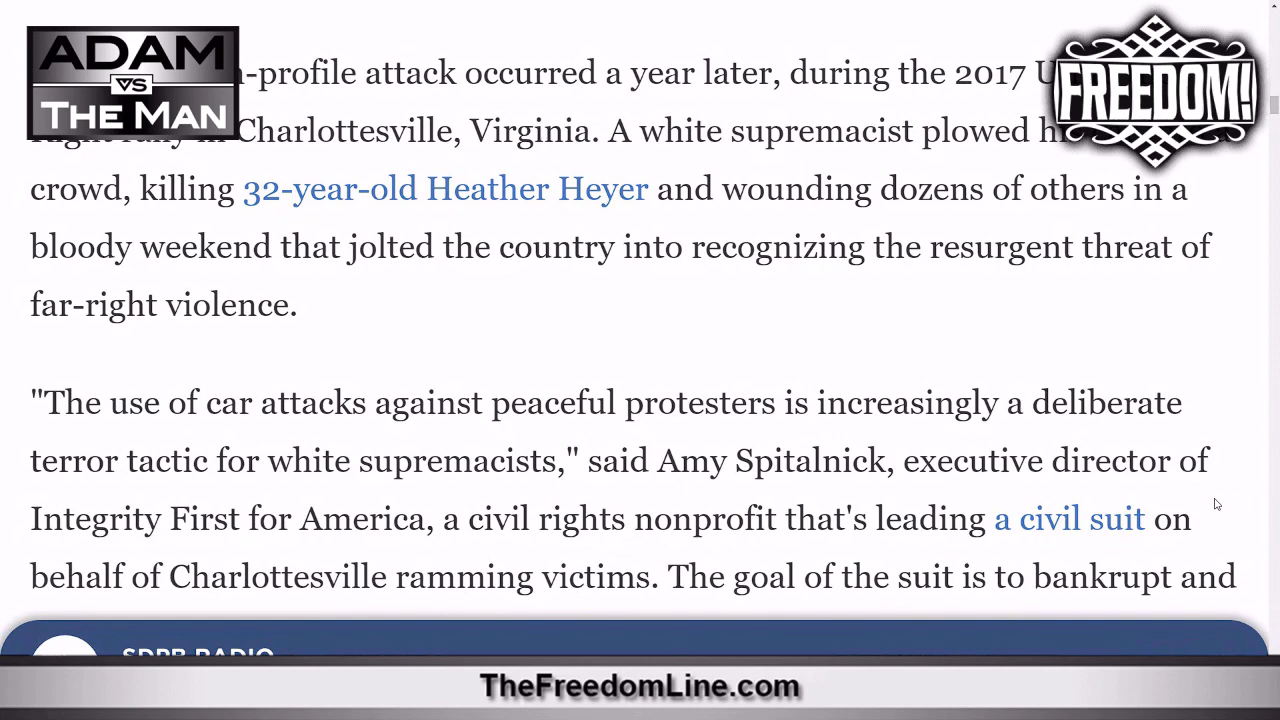 ADAM
VS
THE MAN
FREEDOM!
-profile attack occurred a year later, during the 2017
Charlottesville, Virginia. A white supremacist plowed
crowd, killing 32-year-old Heather Heyer and wounding dozens of others in a
bloody weekend that jolted the country into recognizing the resurgent threat of
far-right violence.
"The use of car attacks against peaceful protesters is increasingly a deliberate
terror tactic for white supremacists," said Amy Spitalnick, executive director of
Integrity First for America, a civil rights nonprofit that's leading a civil suit on
behalf of Charlottesville ramming victims. The goal of the suit is to bankrupt and
SDPB RADIO
TheFreedomLine.com